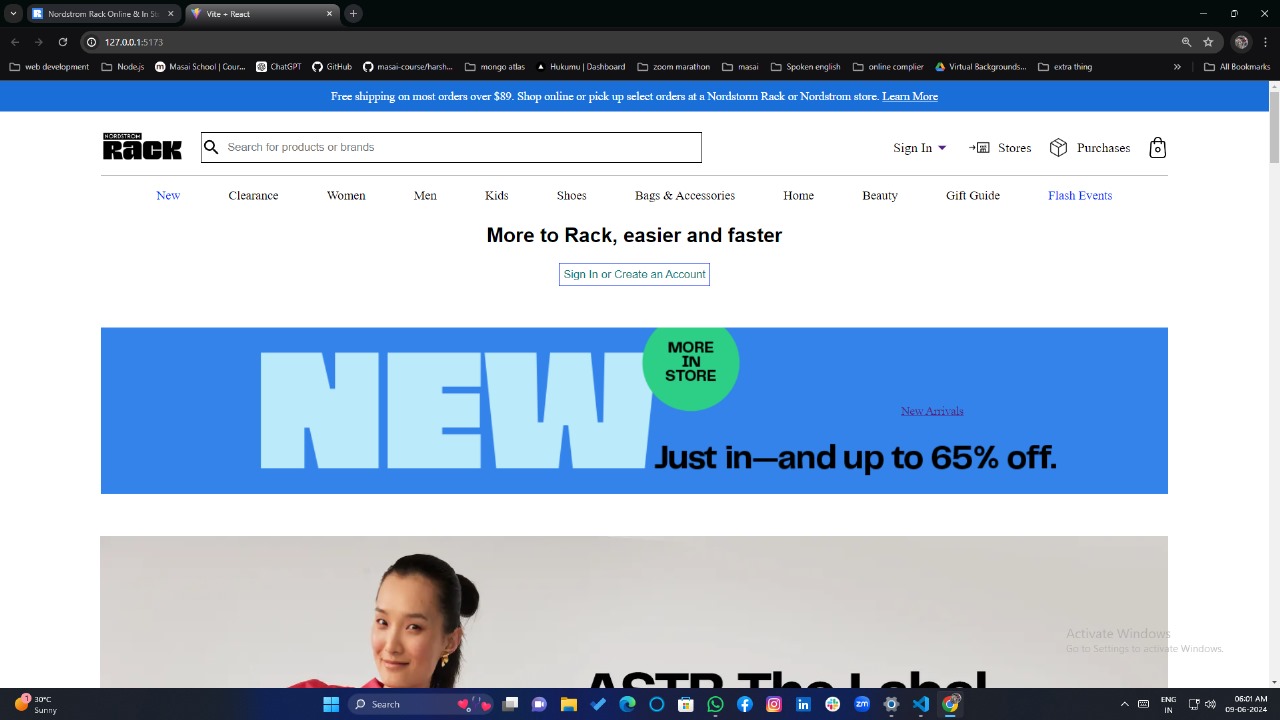 Nordstrom Rack Online & In St
Vite + React
127.0.0.1:5173
web development
Node.js
Masai School | Cour...
ChatGPT
GitHub
masai-course/harsh...
mongo atlas
Hukumu | Dashboard
zoom marathon
masai
Spoken english
online complier
Virtual Backgrounds...
extra thing
»
All Bookmarks
Free shipping on most orders over $89. Shop online or pick up select orders at a Nordstorm Rack or Nordstrom store. Learn More
NORDSTROM
Rack
Search for products or brands
Sign In
Stores
Purchases
0
New
Clearance
Women
Men
Kids
Shoes
Bags & Accessories
Home
Beauty
Gift Guide
Flash Events
More to Rack, easier and faster
Sign In or Create an Account
NEW
MORE
IN
STORE
New Arrivals
Just in—and up to 65% off.
ASTR The Label
Activate Windows
Go to Settings to activate Windows.
30°C
Sunny
Search
ENG
IN
06:01 AM
09-06-2024